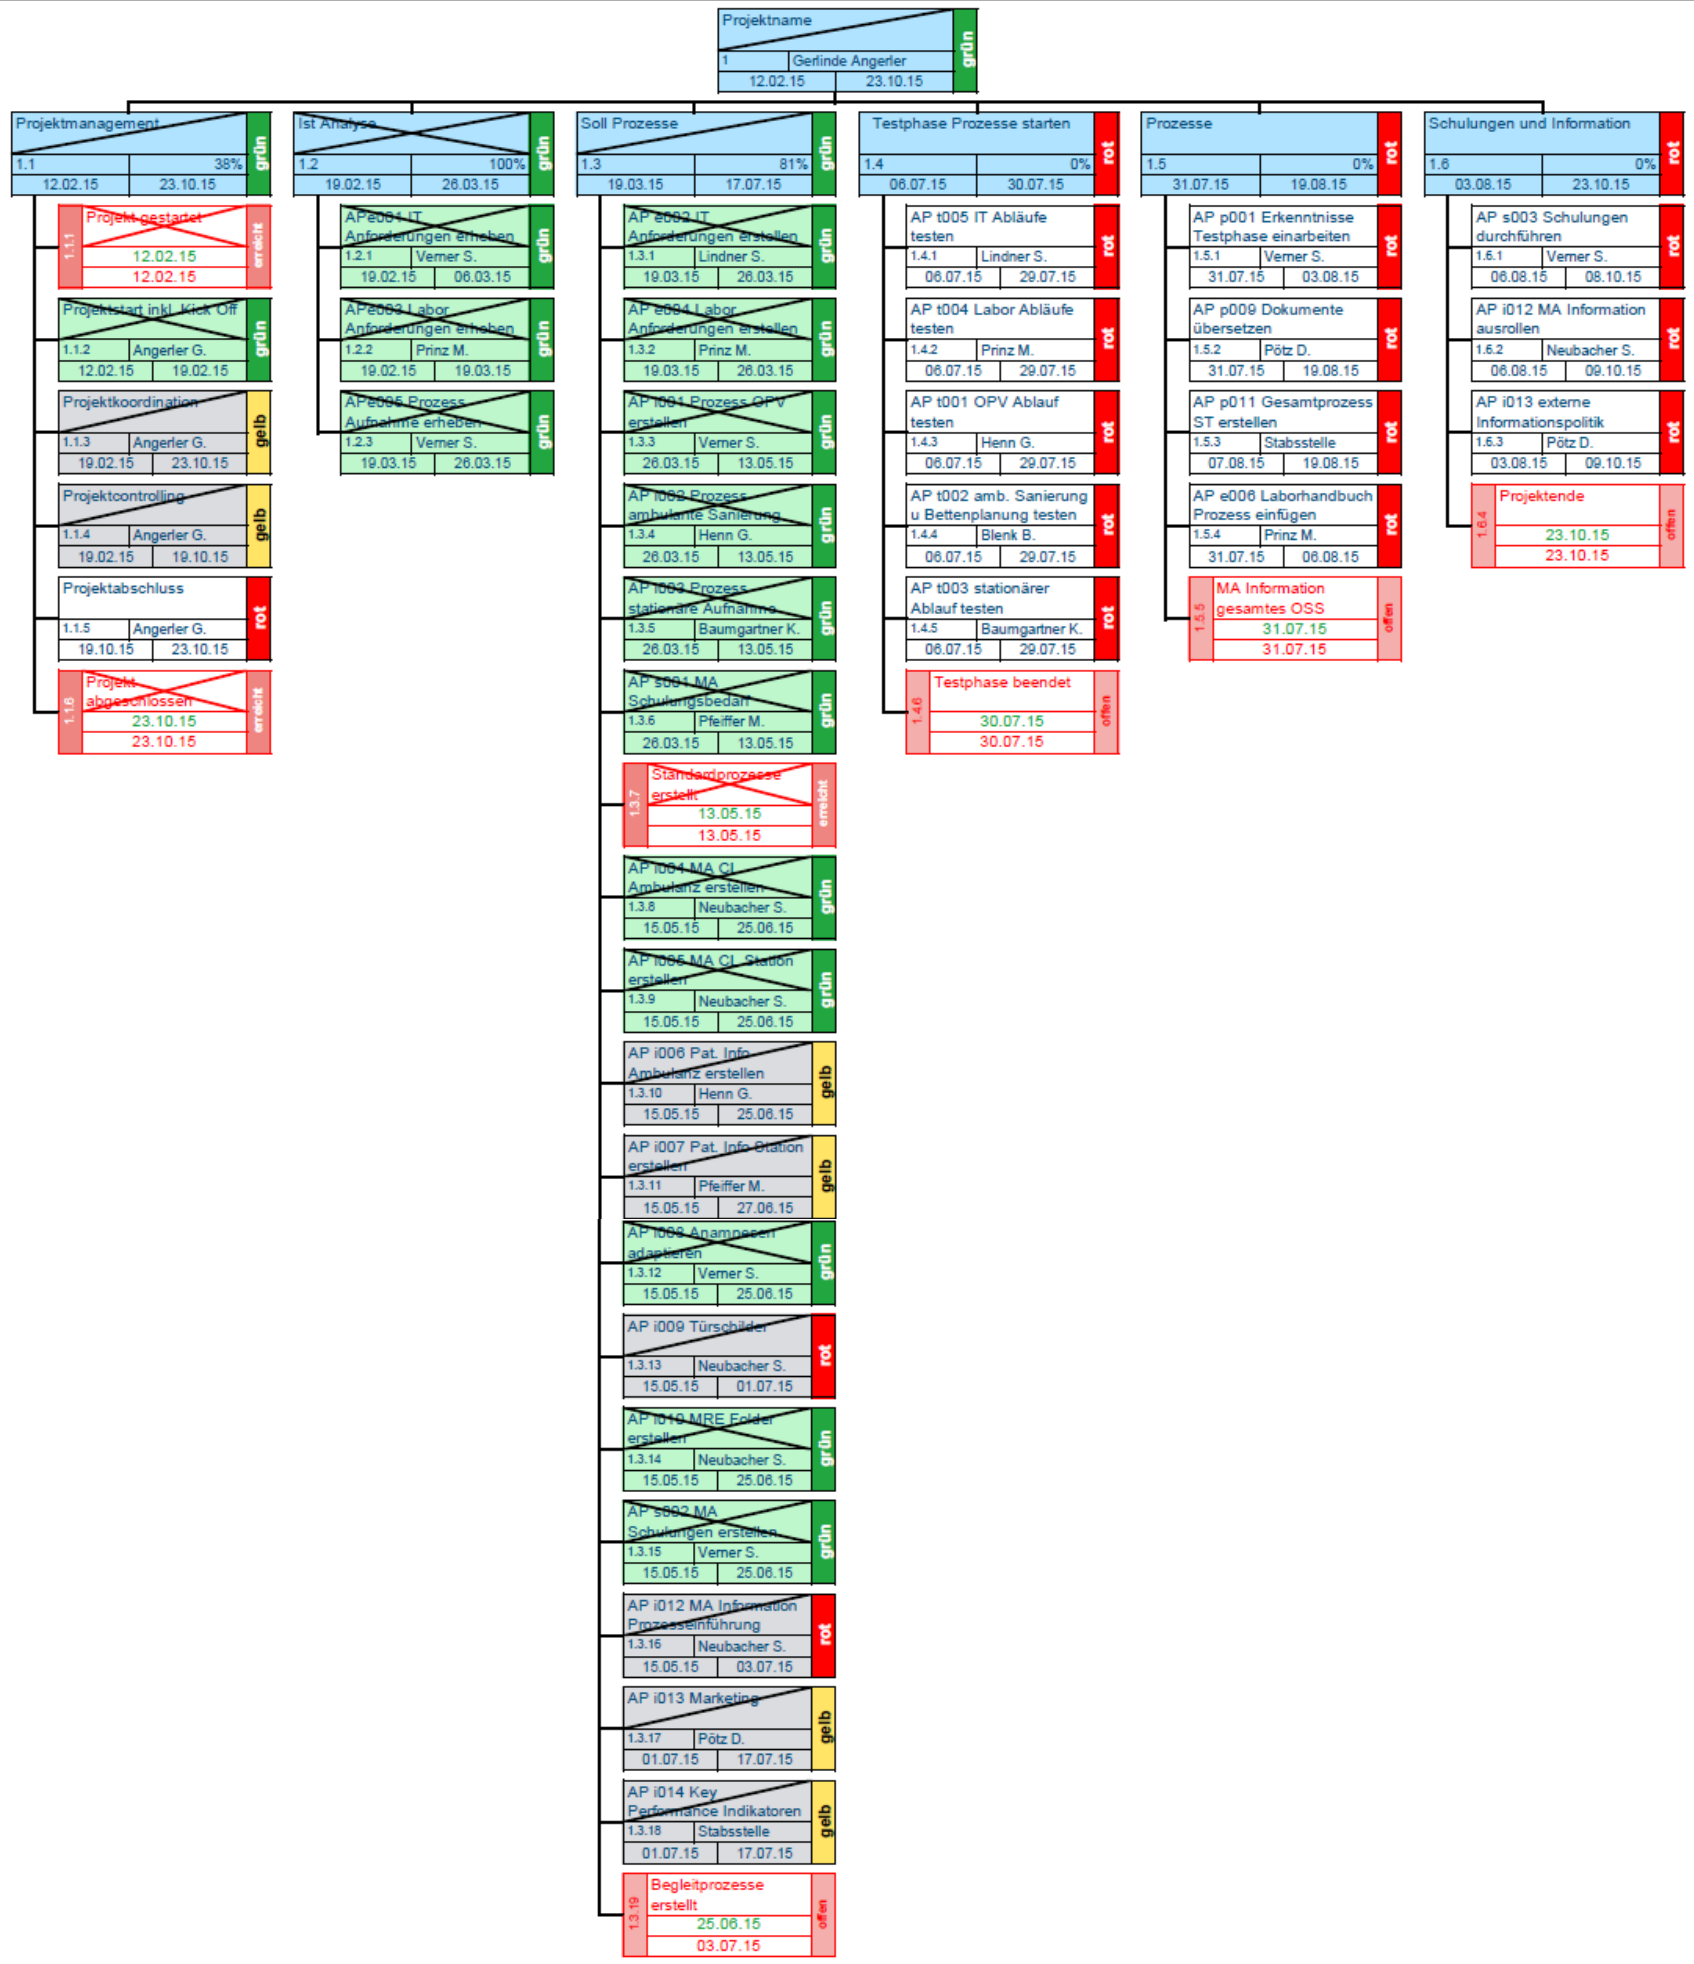 Projektname
grün
1 Gerlinde Angerler
12.02.15 23.10.15
Projektmanagement
grün
1.1 38%
12.02.15 23.10.15
1.1.1
Projekt gestartet
erreicht
12.02.15
12.02.15
Projektstart inkl. Kick Off
grün
1.1.2 Angerler G.
12.02.15 19.02.15
Projektkoordination
gelb
1.1.3 Angerler G.
19.02.15 23.10.15
Projektcontrolling
gelb
1.1.4 Angerler G.
19.02.15 19.10.15
Projektabschluss
rot
1.1.5 Angerler G.
19.10.15 23.10.15
1.1.6
Projekt
abgeschlossen
erreicht
23.10.15
23.10.15
Ist Analyse
grün
1.2 100%
19.02.15 26.03.15
APe001 IT
Anforderungen erheben
grün
1.2.1 Verner S.
19.02.15 06.03.15
APe003 Labor
Anforderungen erheben
grün
1.2.2 Prinz M.
19.02.15 19.03.15
APe005 Prozess
Aufnahme erheben
grün
1.2.3 Verner S.
19.03.15 26.03.15
Soll Prozesse
grün
1.3 81%
19.03.15 17.07.15
AP e002 IT
Anforderungen erstellen
grün
1.3.1 Lindner S.
19.03.15 26.03.15
AP e004 Labor
Anforderungen erstellen
grün
1.3.2 Prinz M.
19.03.15 26.03.15
AP i001 Prozess OPV
erstellen
grün
1.3.3 Verner S.
26.03.15 13.05.15
AP i002 Prozess
ambulante Sanierung
grün
1.3.4 Henn G.
26.03.15 13.05.15
AP i003 Prozess
stationäre Aufnahme
grün
1.3.5 Baumgartner K.
26.03.15 13.05.15
AP s001 MA
Schulungsbedarf
grün
1.3.6 Pfeiffer M.
26.03.15 13.05.15
1.3.7
Standardprozesse
erstellt
erreicht
13.05.15
13.05.15
AP i004 MA CL
Ambulanz erstellen
grün
1.3.8 Neubacher S.
15.05.15 25.06.15
AP i005 MA CL Station
erstellen
grün
1.3.9 Neubacher S.
15.05.15 25.06.15
AP i006 Pat. Info
Ambulanz erstellen
gelb
1.3.10 Henn G.
15.05.15 25.06.15
AP i007 Pat. Info Station
erstellen
gelb
1.3.11 Pfeiffer M.
15.05.15 27.06.15
AP i008 Anamnesen
adaptieren
grün
1.3.12 Verner S.
15.05.15 25.06.15
AP i009 Türschilder
rot
1.3.13 Neubacher S.
15.05.15 01.07.15
AP i010 MRE Folder
erstellen
grün
1.3.14 Neubacher S.
15.05.15 25.06.15
AP s002 MA
Schulungen erstellen
grün
1.3.15 Verner S.
15.05.15 25.06.15
AP i012 MA Information
Prozesseinführung
rot
1.3.16 Neubacher S.
15.05.15 03.07.15
AP i013 Marketing
gelb
1.3.17 Pötz D.
01.07.15 17.07.15
AP i014 Key
Performance Indikatoren
gelb
1.3.18 Stabsstelle
01.07.15 17.07.15
1.3.19
Begleitprozesse
erstellt
offen
25.06.15
03.07.15
Testphase Prozesse starten
rot
1.4 0%
06.07.15 30.07.15
AP t005 IT Abläufe
testen
rot
1.4.1 Lindner S.
06.07.15 29.07.15
AP t004 Labor Abläufe
testen
rot
1.4.2 Prinz M.
06.07.15 29.07.15
AP t001 OPV Ablauf
testen
rot
1.4.3 Henn G.
06.07.15 29.07.15
AP t002 amb. Sanierung
u Bettenplanung testen
rot
1.4.4 Blenk B.
06.07.15 29.07.15
AP t003 stationärer
Ablauf testen
rot
1.4.5 Baumgartner K.
06.07.15 29.07.15
1.4.6
Testphase beendet
offen
30.07.15
30.07.15
Prozesse
rot
1.5 0%
31.07.15 19.08.15
AP p001 Erkenntnisse
Testphase einarbeiten
rot
1.5.1 Verner S.
31.07.15 03.08.15
AP p009 Dokumente
übersetzen
rot
1.5.2 Pötz D.
31.07.15 19.08.15
AP p011 Gesamtprozess
ST erstellen
rot
1.5.3 Stabsstelle
07.08.15 19.08.15
AP e006 Laborhandbuch
Prozess einfügen
rot
1.5.4 Prinz M.
31.07.15 06.08.15
1.5.5
MA Information
gesamtes OSS
offen
31.07.15
31.07.15
Schulungen und Information
rot
1.6 0%
03.08.15 23.10.15
AP s003 Schulungen
durchführen
rot
1.6.1 Verner S.
06.08.15 08.10.15
AP i012 MA Information
ausrollen
rot
1.6.2 Neubacher S.
06.08.15 09.10.15
AP i013 externe
Informationspolitik
rot
1.6.3 Pötz D.
03.08.15 09.10.15
1.6.4
Projektende
offen
23.10.15
23.10.15